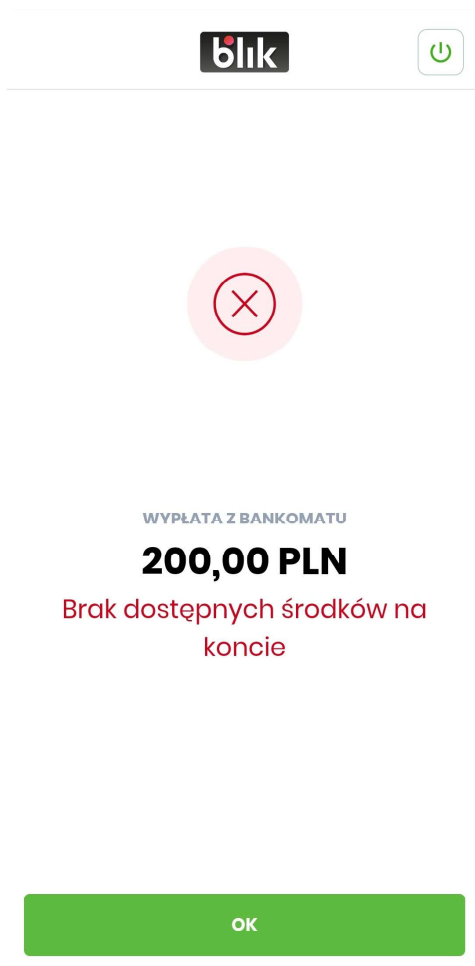 blik
WYPŁATA Z BANKOMATU
200,00 PLN
Brak dostępnych środków na
koncie
OK